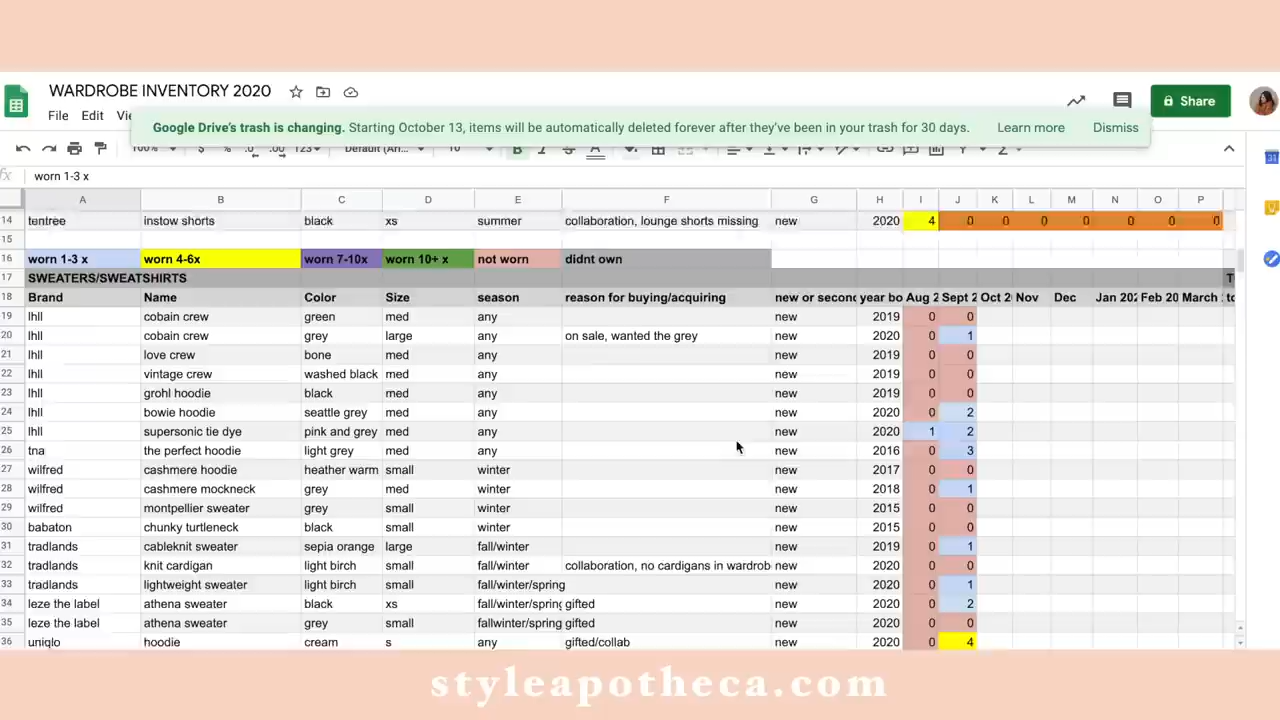 WARDROBE INVENTORY 2020
File Edit
Google Drive's trash is changing. Starting October 13, items will be automatically deleted forever after they've been in your trash for 30 days. Learn more Dismiss
Share
worn 1-3 x
A B C D E F G H I J K L M N O P
14 tentree instow shorts black xs summer collaboration, lounge shorts missing new 2020 4 0 0 0 0 0 0 0
15
16 worn 1-3 x worn 4-6x worn 7-10x worn 10+ x not worn didnt own
17 SWEATERS/SWEATSHIRTS
18 Brand Name Color Size season reason for buying/acquiring new or secon year bo Aug 2 Sept 2 Oct 2 Nov Dec Jan 202 Feb 20 March
19 lhll cobain crew green med any new 2019 0 0
20 lhll cobain crew grey large any on sale, wanted the grey new 2020 0 1
21 lhll love crew bone med any new 2019 0 0
22 lhll vintage crew washed black med any new 2019 0 0
23 lhll grohl hoodie black med any new 2019 0 0
24 lhll bowie hoodie seattle grey med any new 2020 0 2
25 lhll supersonic tie dye pink and grey med any new 2020 1 2
26 tna the perfect hoodie light grey med any new 2016 0 3
27 wilfred cashmere hoodie heather warm small winter new 2017 0 0
28 wilfred cashmere mockneck grey med winter new 2018 0 1
29 wilfred montpellier sweater grey small winter new 2015 0 0
30 babaton chunky turtleneck black small winter new 2015 0 0
31 tradlands cableknit sweater sepia orange large fall/winter new 2019 0 1
32 tradlands knit cardigan light birch small fall/winter collaboration, no cardigans in wardrob new 2020 0 0
33 tradlands lightweight sweater light birch small fall/winter/spring new 2020 0 1
34 leze the label athena sweater black xs fall/winter/spring gifted new 2020 0 2
35 leze the label athena sweater grey small fallwinter/spring gifted new 2020 0 0
36 uniqlo hoodie cream s any gifted/collab new 2020 0 4
styleapotheca.com